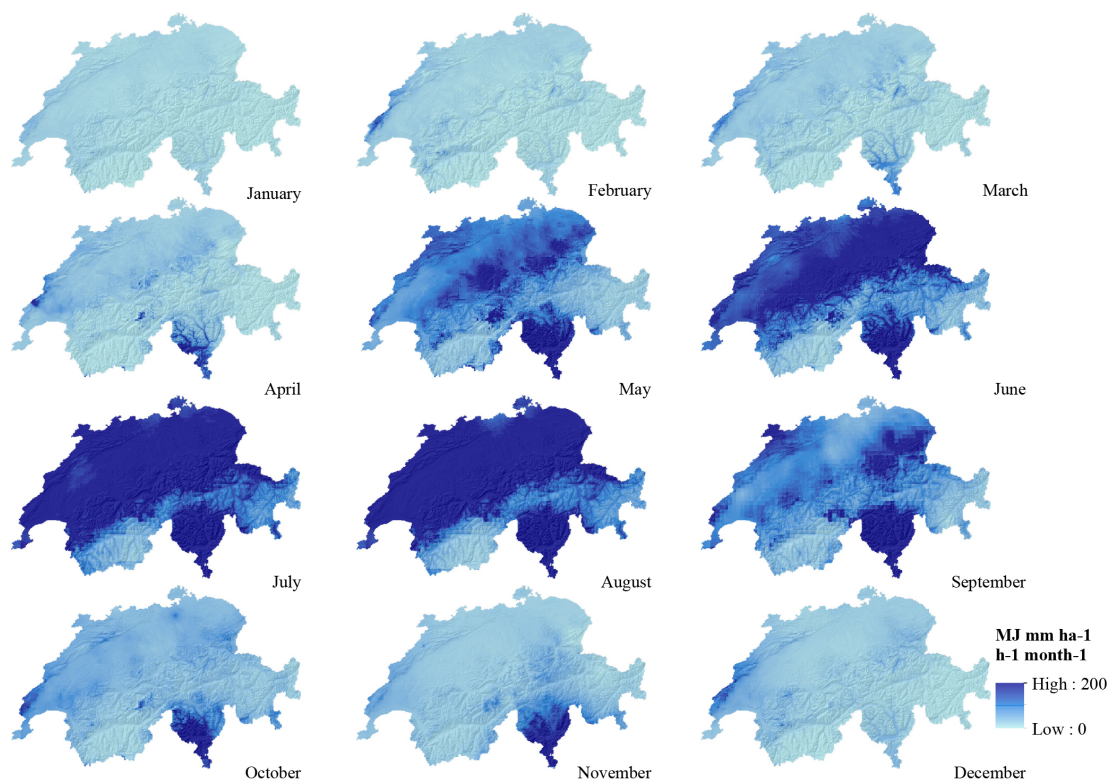 January
February
March
April
May
June
July
August
September
MJ mm ha-1
h-1 month-1
High : 200
Low : 0
October
November
December